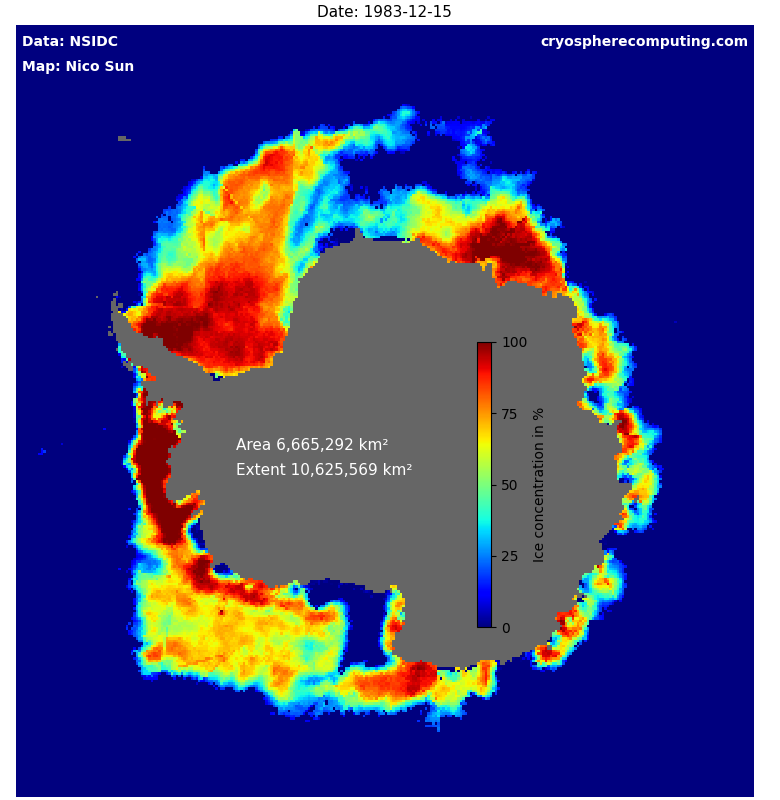 Date: 1983-12-15
Data: NSIDC
cryospherecomputing.com
Map: Nico Sun
100
75
50
25
0
Ice concentration in %
Area 6,665,292 km²
Extent 10,625,569 km²